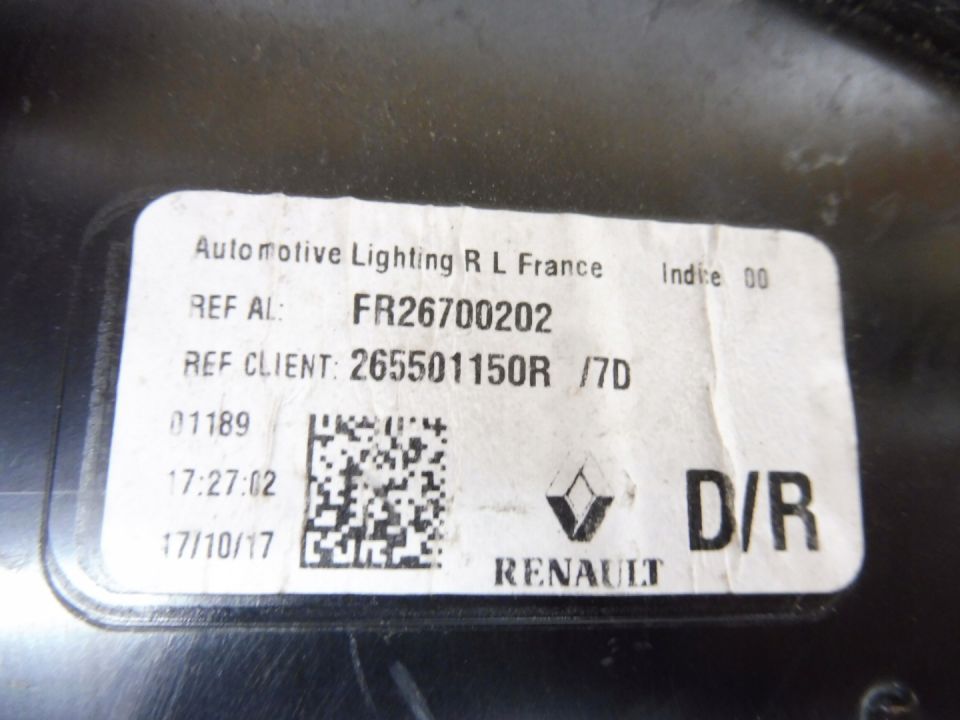 Automotive Lighting R L France Indice 00
REF AL: FR26700202
REF CLIENT: 265501150R /7D
01189
17:27:02
17/10/17
RENAULT
D/R